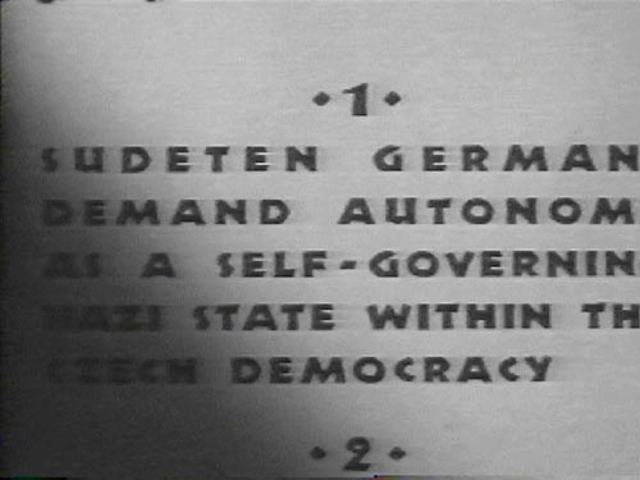 • 1 •
SUDETEN GERMAN
DEMAND AUTONOM
AS A SELF-GOVERNIN
NAZI STATE WITHIN TH
CZECH DEMOCRACY
• 2 •